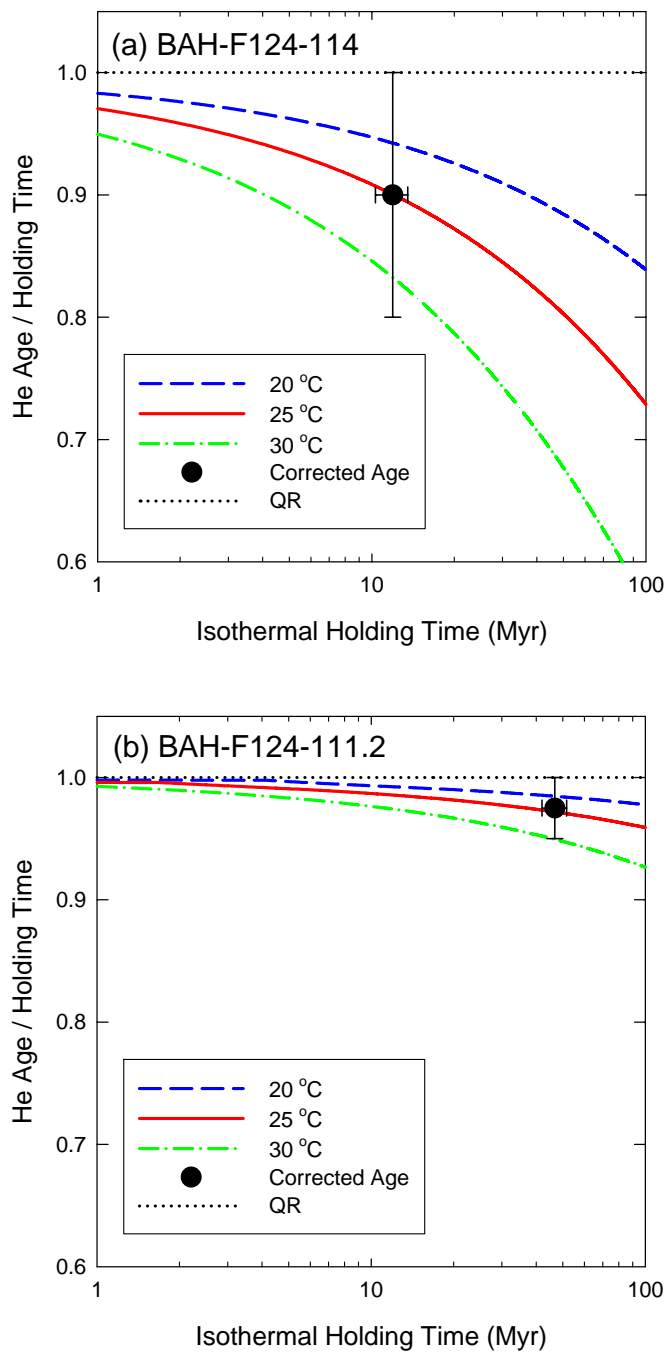 (a) BAH-F124-114
He Age / Holding Time
1.0
0.9
0.8
0.7
0.6
20 °C
25 °C
30 °C
Corrected Age
QR
1 10 100
Isothermal Holding Time (Myr)
(b) BAH-F124-111.2
He Age / Holding Time
1.0
0.9
0.8
0.7
0.6
20 °C
25 °C
30 °C
Corrected Age
QR
1 10 100
Isothermal Holding Time (Myr)